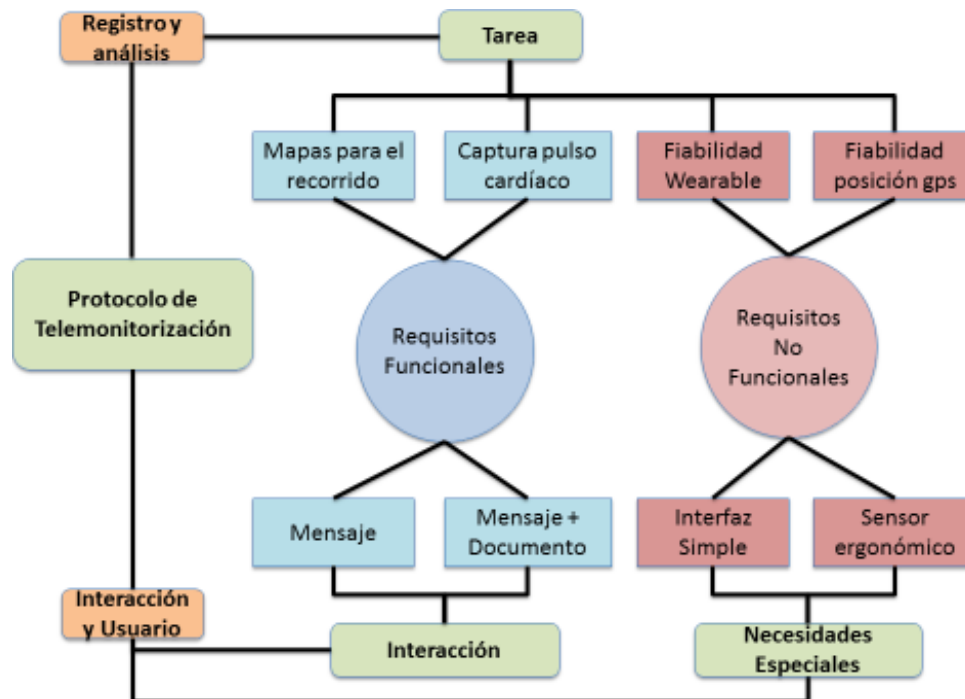 Registro y
análisis
Tarea
Mapas para el
recorrido
Captura pulso
cardíaco
Fiabilidad
Wearable
Fiabilidad
posición gps
Protocolo de
Telemonitorización
Requisitos
Funcionales
Requisitos
No
Funcionales
Mensaje
Mensaje +
Documento
Interfaz
Simple
Sensor
ergonómico
Interacción
y Usuario
Interacción
Necesidades
Especiales